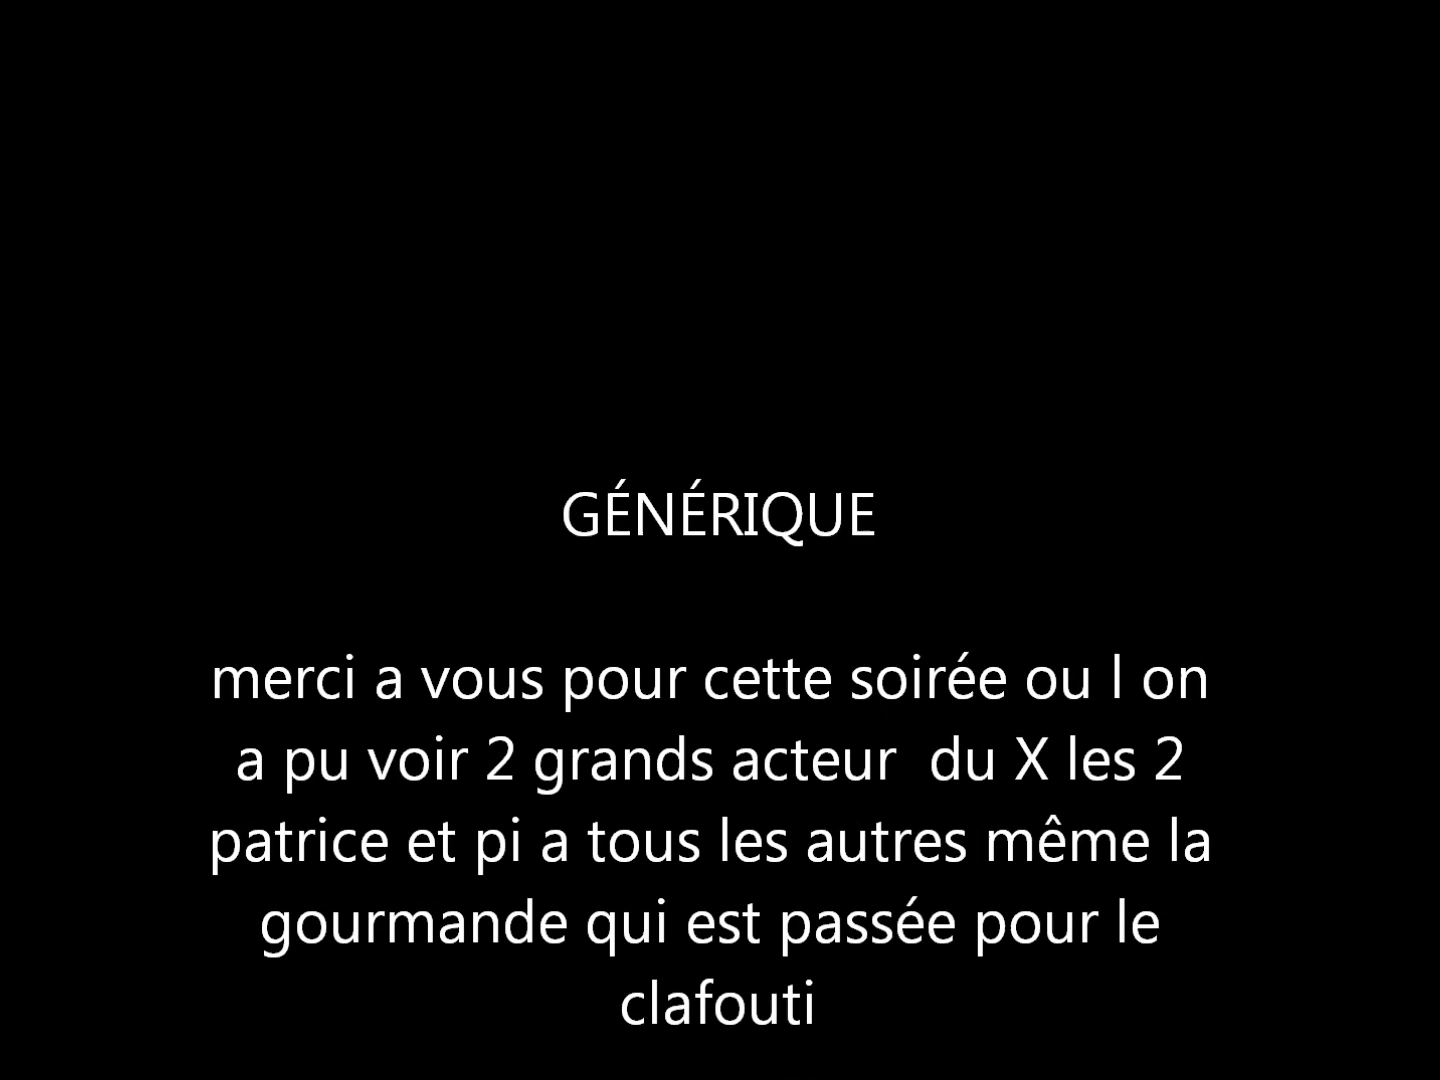 GÉNÉRIQUE
merci a vous pour cette soirée ou l on
a pu voir 2 grands acteur  du X les 2
patrice et pi a tous les autres même la
gourmande qui est passée pour le
clafouti